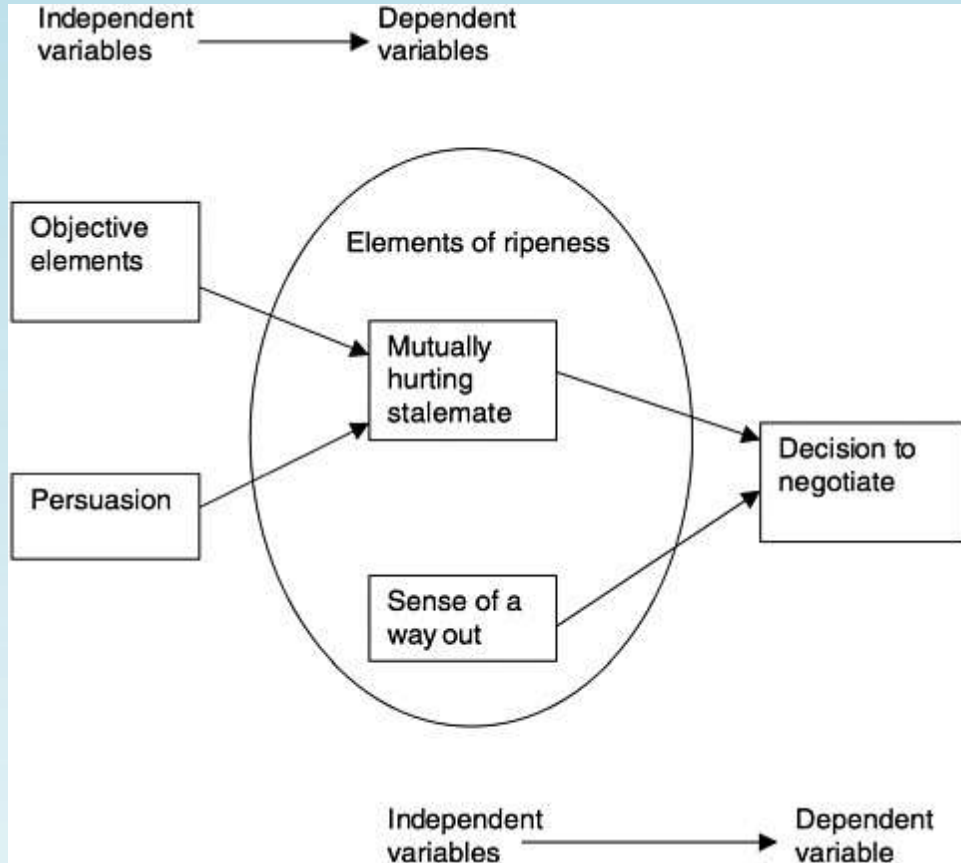 Independent
variables
Dependent
variables
Objective
elements
Elements of ripeness
Mutually
hurting
stalemate
Persuasion
Decision to
negotiate
Sense of a
way out
Independent
variables
Dependent
variable